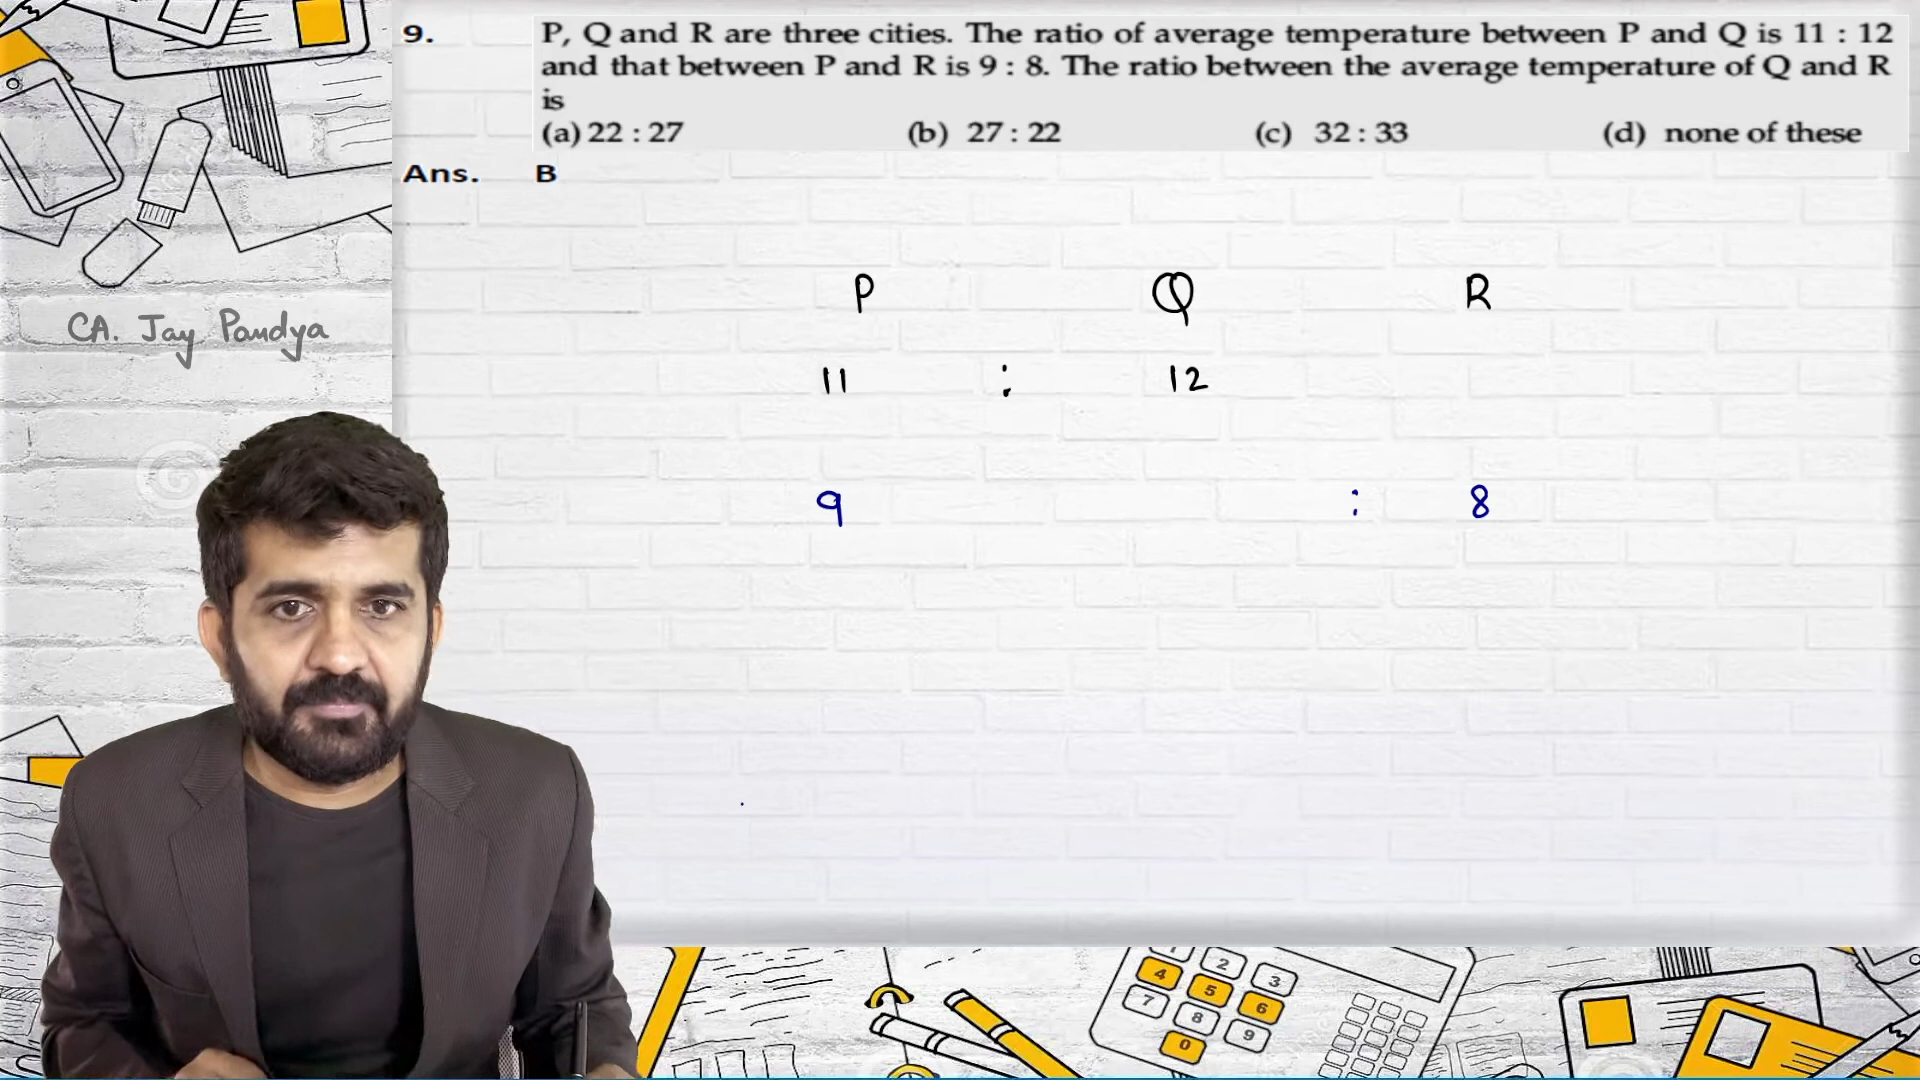 9. P, Q and R are three cities. The ratio of average temperature between P and Q is 11 : 12
and that between P and R is 9 : 8. The ratio between the average temperature of Q and R
is
(a) 22 : 27 (b) 27 : 22 (c) 32 : 33 (d) none of these
Ans. B
P Q R
CA. Jay Pandya
11 : 12
9 : 8
1 2 3
4 5 6
7 8 9
0